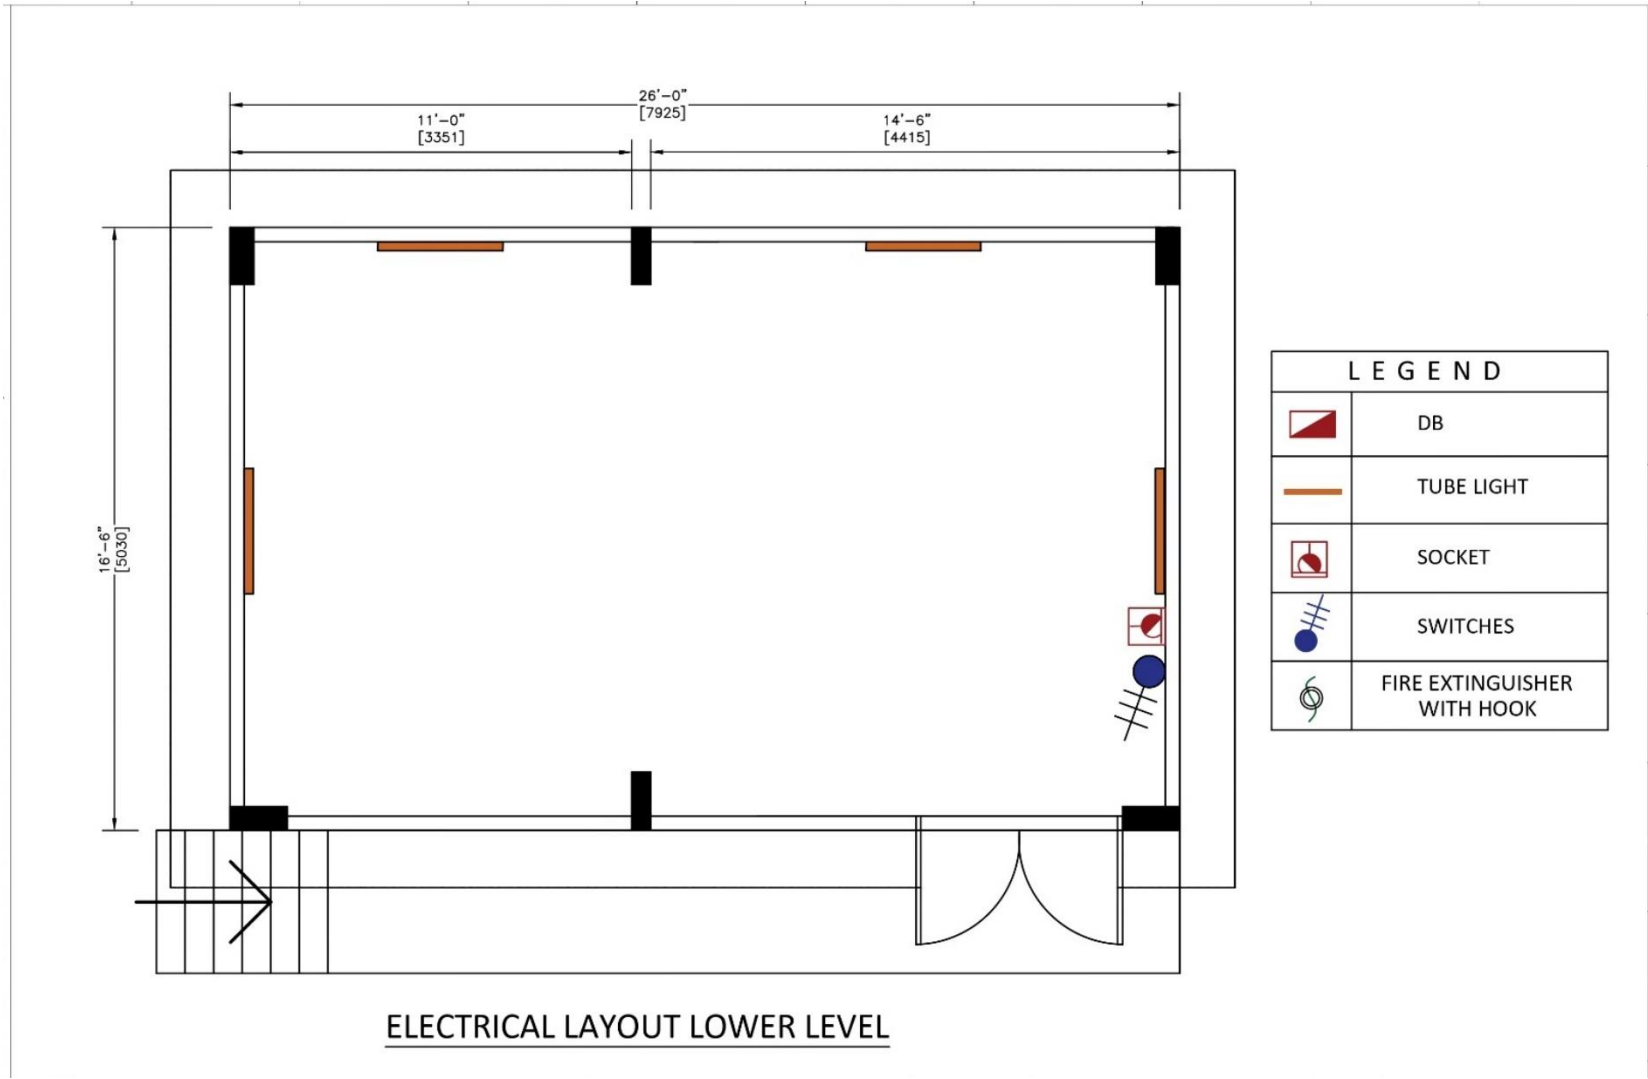 26'-0"
[7925]
11'-0"
[3351]
14'-6"
[4415]
16'-6"
[5030]
LEGEND
DB
TUBE LIGHT
SOCKET
SWITCHES
FIRE EXTINGUISHER
WITH HOOK
ELECTRICAL LAYOUT LOWER LEVEL